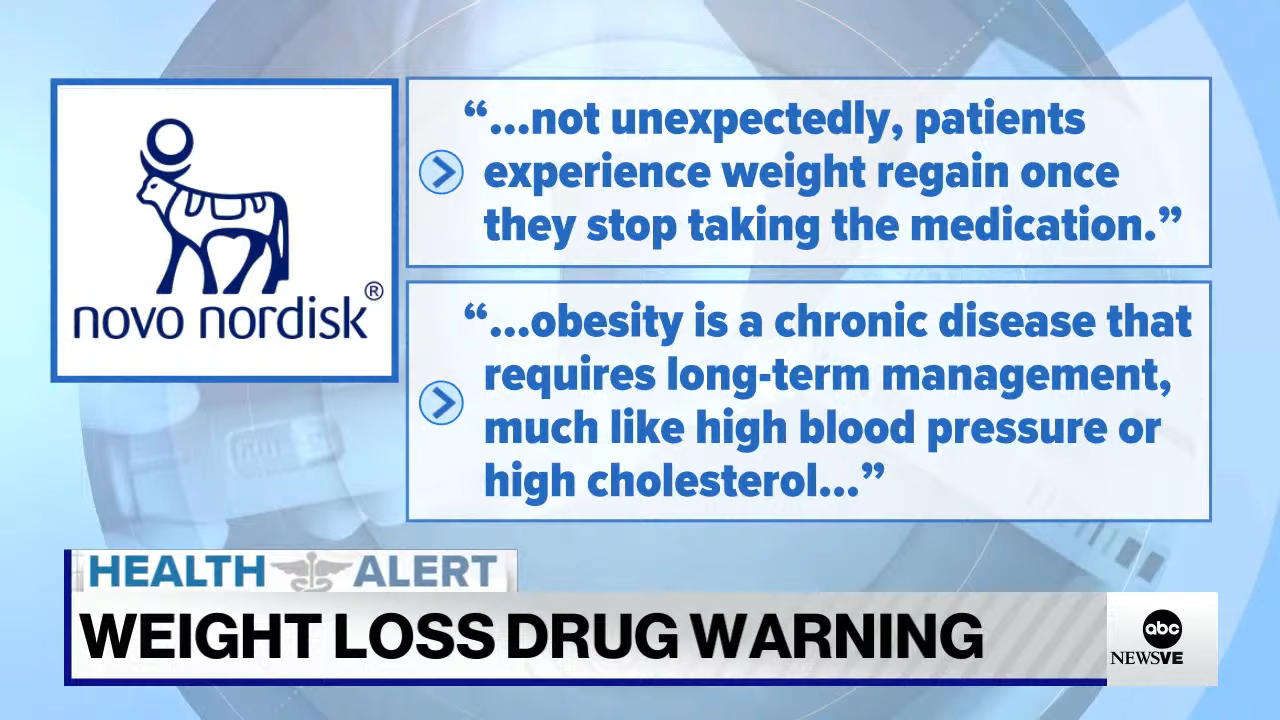 novo nordisk®
“...not unexpectedly, patients
experience weight regain once
they stop taking the medication.”
“...obesity is a chronic disease that
requires long-term management,
much like high blood pressure or
high cholesterol...”
HEALTH ALERT
WEIGHT LOSS DRUG WARNING
abc
NEWSVE